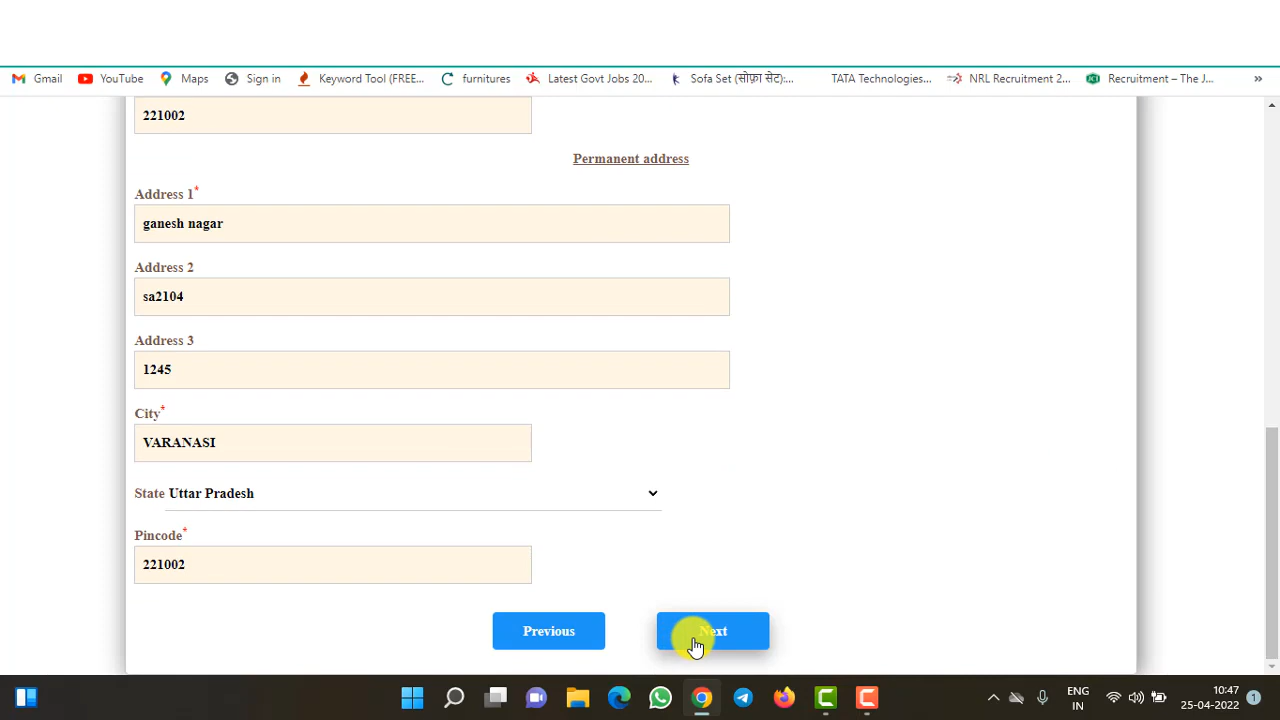 Gmail YouTube Maps Sign in Keyword Tool (FREE... furnitures Latest Govt Jobs 20... Sofa Set (सोफ़ा सेट):... TATA Technologies... NRL Recruitment 2... Recruitment – The J... »
221002
Permanent address
Address 1*
ganesh nagar
Address 2
sa2104
Address 3
1245
City*
VARANASI
State Uttar Pradesh
Pincode*
221002
Previous Next
ENG 10:47
IN 25-04-2022 1